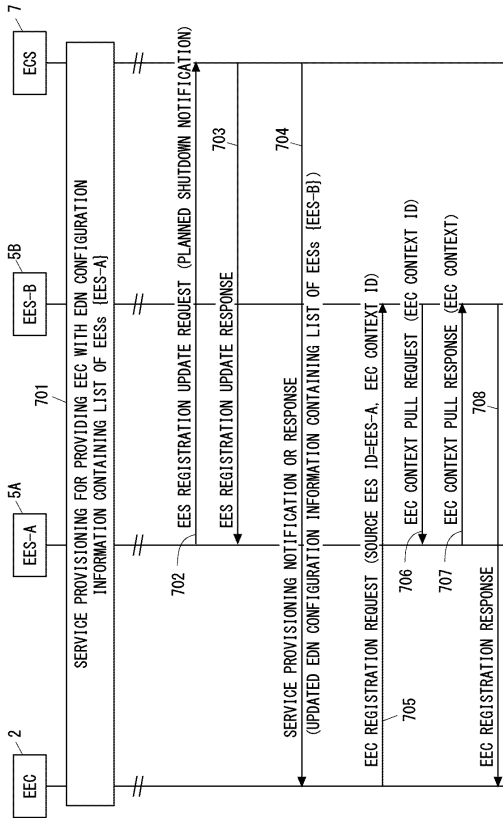 2
EEC
5A
EES-A
5B
EES-B
7
ECS
701
SERVICE PROVISIONING FOR PROVIDING EEC WITH EDN CONFIGURATION
INFORMATION CONTAINING LIST OF EESs {EES-A}
EES REGISTRATION UPDATE REQUEST (PLANNED SHUTDOWN NOTIFICATION)
702
EES REGISTRATION UPDATE RESPONSE
703
SERVICE PROVISIONING NOTIFICATION OR RESPONSE
(UPDATED EDN CONFIGURATION INFORMATION CONTAINING LIST OF EESs {EES-B})
704
EEC REGISTRATION REQUEST (SOURCE EES ID=EES-A, EEC CONTEXT ID)
705
EEC CONTEXT PULL REQUEST (EEC CONTEXT ID)
706
EEC CONTEXT PULL RESPONSE (EEC CONTEXT)
707
EEC REGISTRATION RESPONSE
708